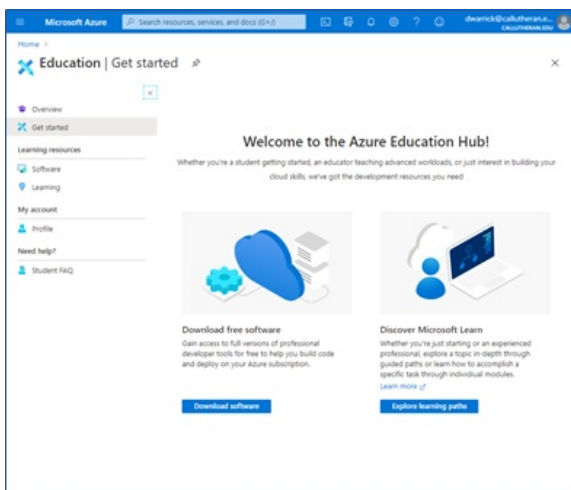 Microsoft Azure
Search resources, services, and docs (G+/)
dwarrick@callutheran.e...
CALLUTHERAN.EDU
Home >
Education | Get started
Overview
Get started
Learning resources
Software
Learning
My account
Profile
Need help?
Student FAQ
Welcome to the Azure Education Hub!
Whether you're a student getting started, an educator teaching advanced workloads, or just interest in building your
cloud skills, we've got the development resources you need
Download free software
Gain access to full versions of professional
developer tools for free to help you build code
and deploy on your Azure subscription.
Download software
Discover Microsoft Learn
Whether you're just starting or an experienced
professional, explore a topic in-depth through
guided paths or learn how to accomplish a
specific task through individiual modules.
Learn more
Explore learning paths